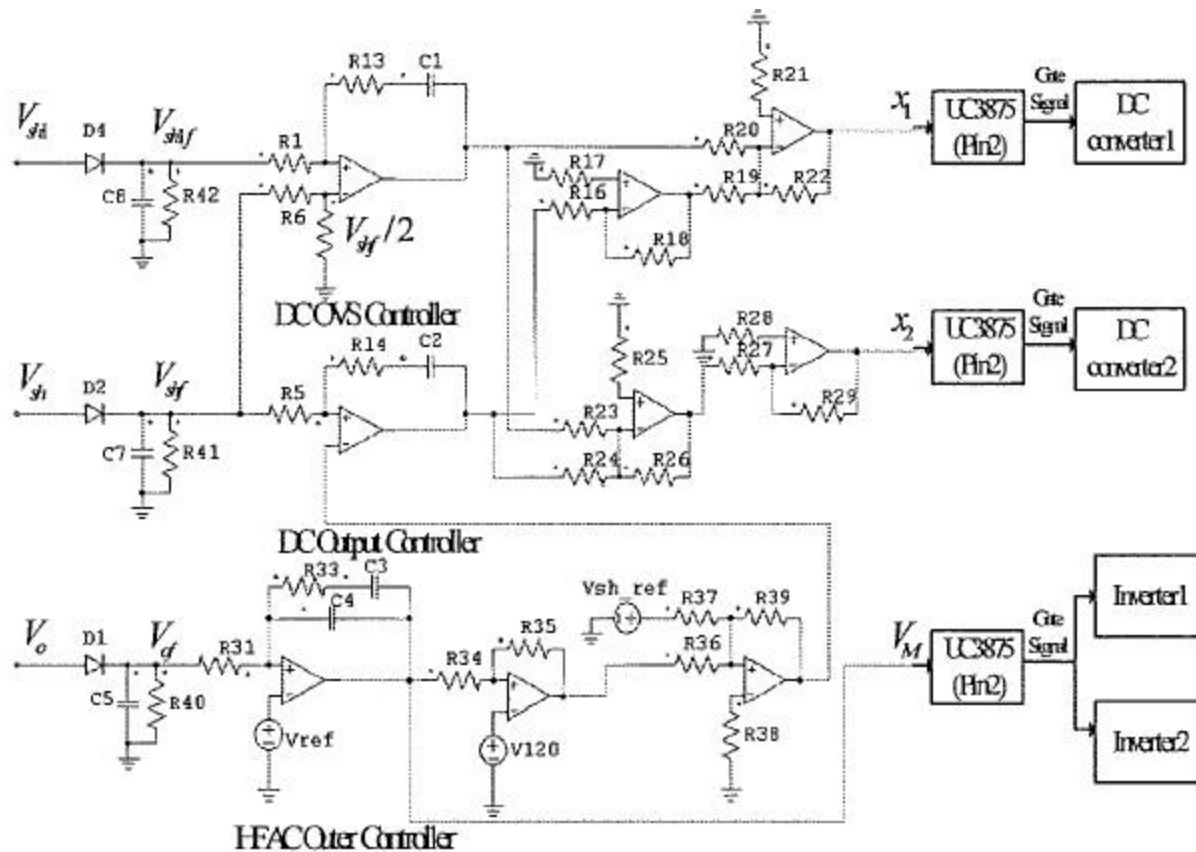 R13
C1
R21
V_shl
D4
V_shlf
R1
R20
x_1
UC3875
(Pin2)
Gate
Signal
DC
converter1
C8
R42
R6
R17
R16
R19
R22
V_shf/2
R18
DC OVS Controller
R14
C2
R25
R28
R27
x_2
UC3875
(Pin2)
Gate
Signal
DC
converter2
V_sh
D2
V_shf
R5
R29
C7
R41
R23
R24
R26
DC Output Controller
R33
C3
C4
Vsh_ref
R37
R39
Inverter1
V_o
D1
V_of
R31
R34
R35
R36
V_M
UC3875
(Pin2)
Gate
Signal
C5
R40
Vref
V120
R38
Inverter2
HFAC Outer Controller